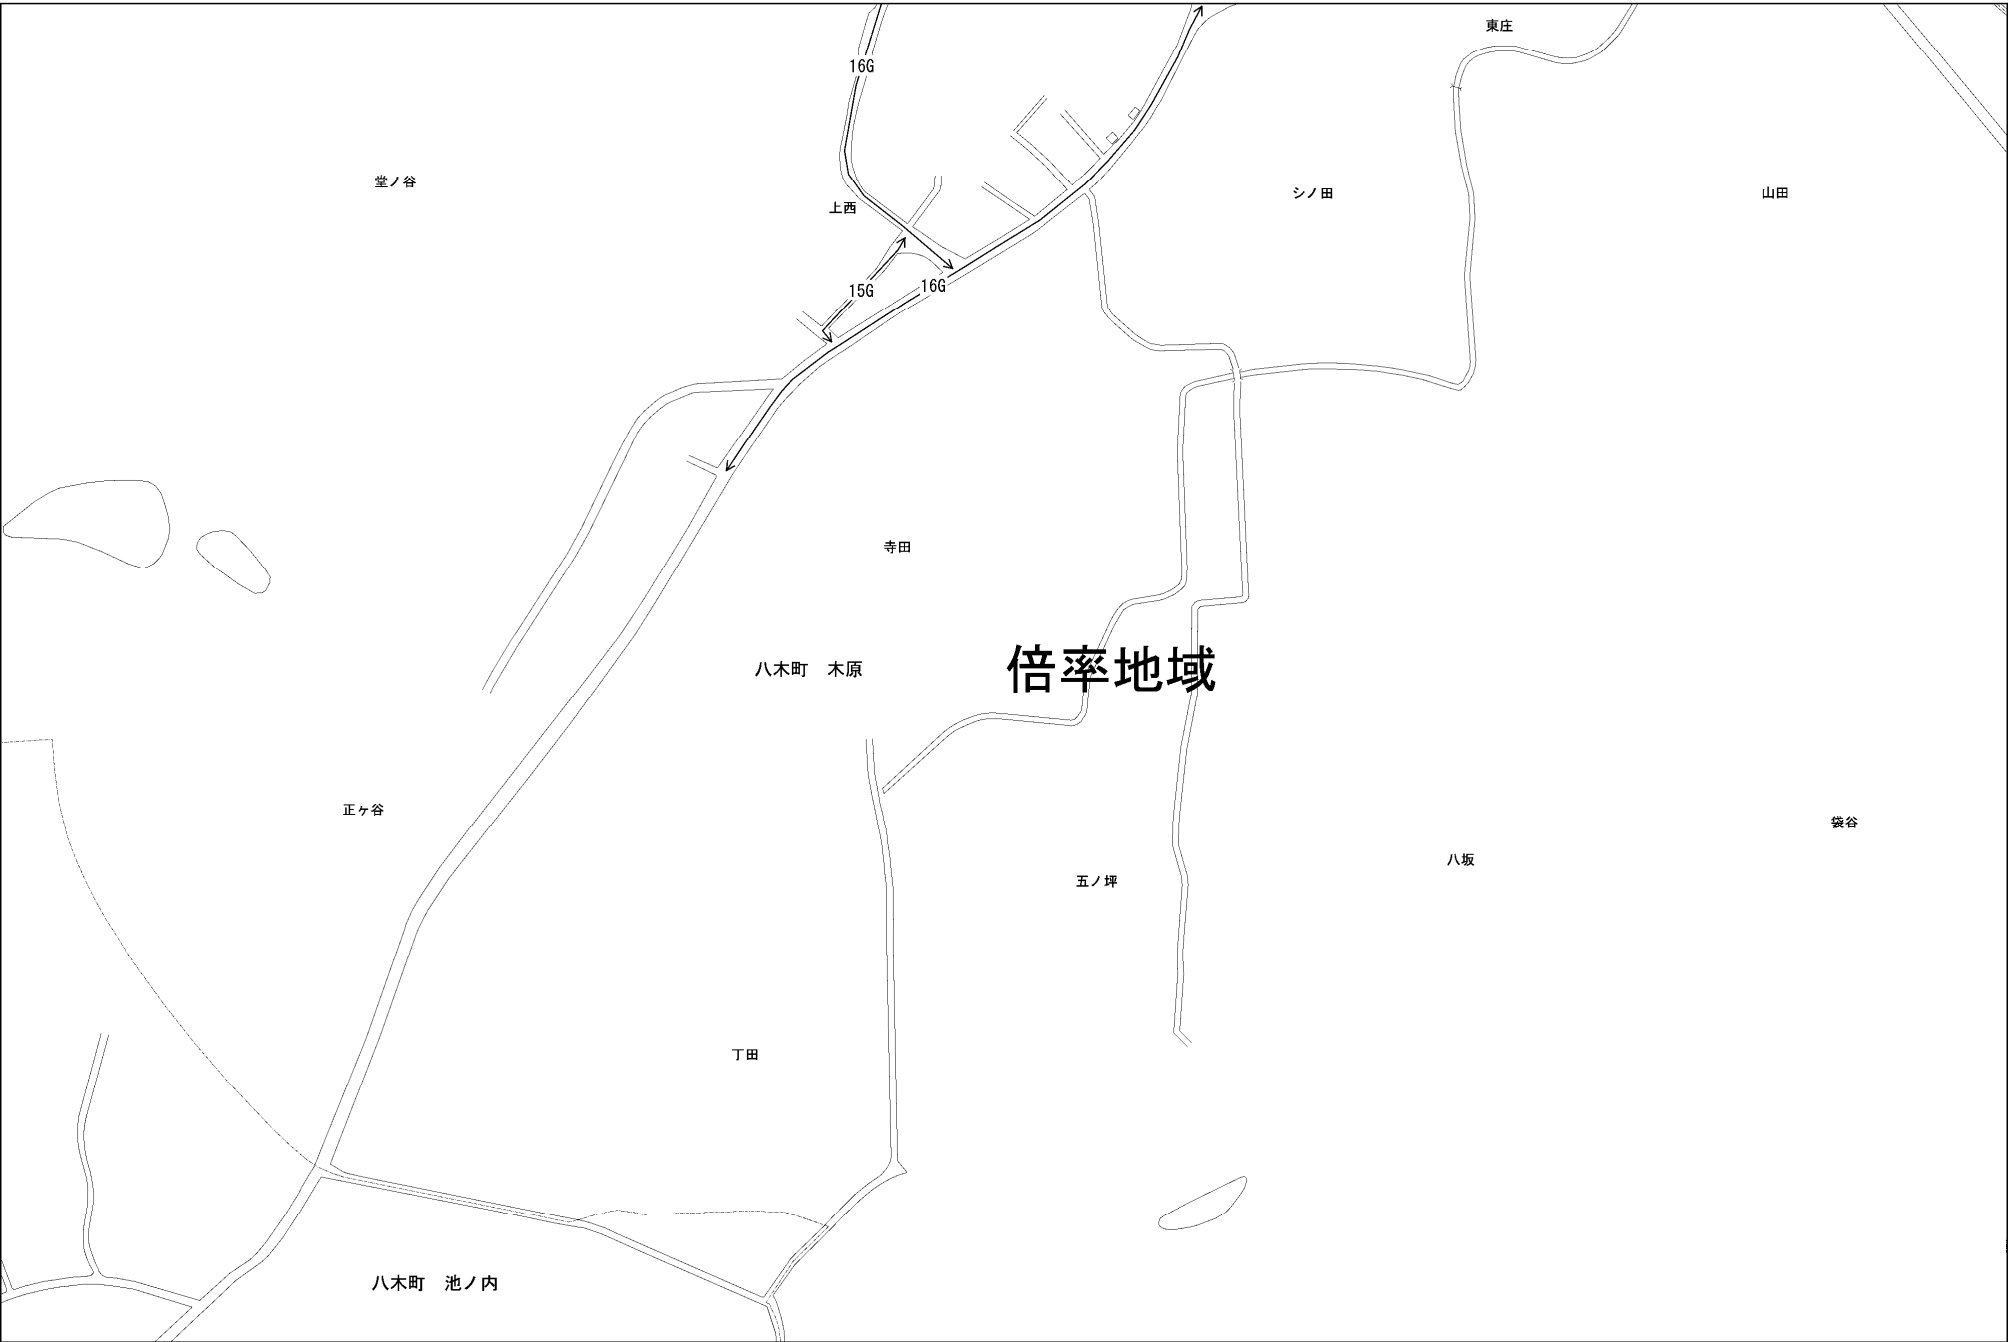 東庄
16G
堂ノ谷
上西
シノ田
山田
15G
16G
寺田
八木町　木原
倍率地域
正ヶ谷
袋谷
八坂
五ノ坪
丁田
八木町　池ノ内